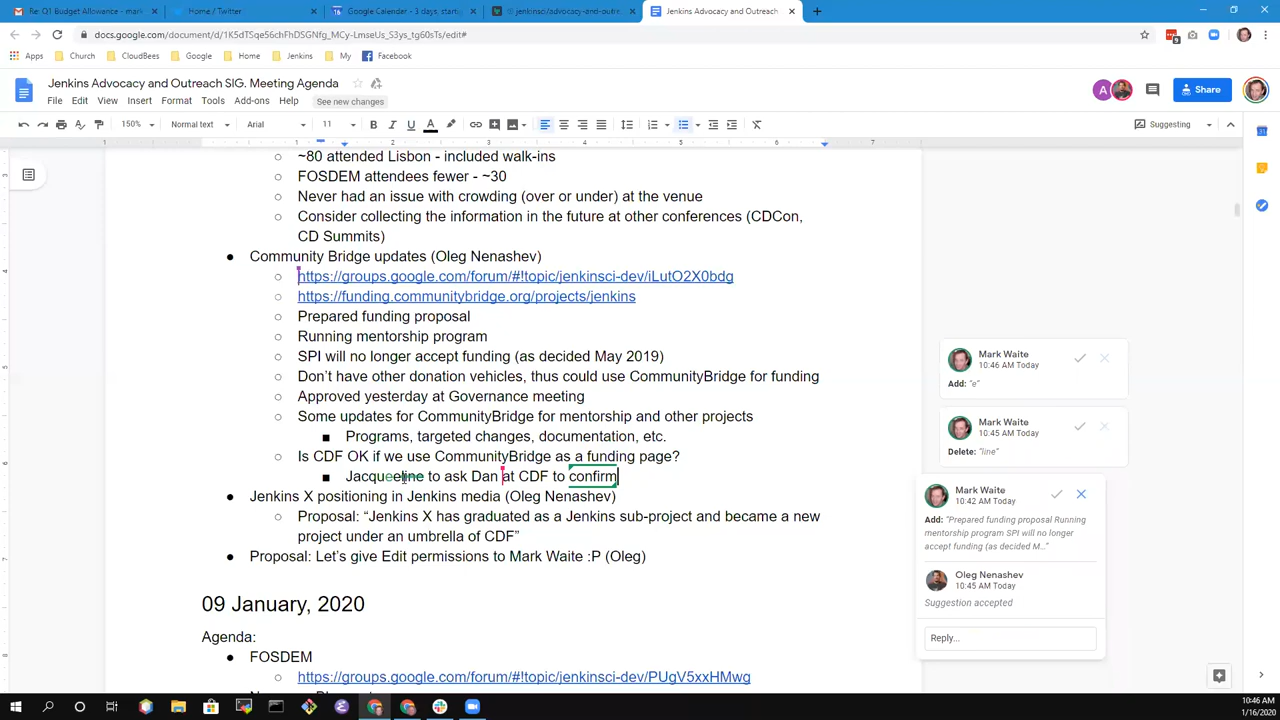 Re: Q1 Budget Allowance - mark
Home / Twitter
Google Calendar - 3 days, startin
jenkinsci/advocacy-and-outre
Jenkins Advocacy and Outreach
docs.google.com/document/d/1K5dTSqe56chFhDSGNfg_MCy-LmseUs_S3ys_tg60sTs/edit#
Apps
Church
CloudBees
Google
Home
Jenkins
My
Facebook
Jenkins Advocacy and Outreach SIG. Meeting Agenda
File Edit View Insert Format Tools Add-ons Help See new changes
Share
150% Normal text Arial 11 Suggesting
~80 attended Lisbon - included walk-ins
FOSDEM attendees fewer - ~30
Never had an issue with crowding (over or under) at the venue
Consider collecting the information in the future at other conferences (CDCon,
CD Summits)
Community Bridge updates (Oleg Nenashev)
https://groups.google.com/forum/#!topic/jenkinsci-dev/iLutO2X0bdg
https://funding.communitybridge.org/projects/jenkins
Prepared funding proposal
Running mentorship program
SPI will no longer accept funding (as decided May 2019)
Don't have other donation vehicles, thus could use CommunityBridge for funding
Approved yesterday at Governance meeting
Some updates for CommunityBridge for mentorship and other projects
Programs, targeted changes, documentation, etc.
Is CDF OK if we use CommunityBridge as a funding page?
Jacqueeline to ask Dan at CDF to confirm
Jenkins X positioning in Jenkins media (Oleg Nenashev)
Proposal: “Jenkins X has graduated as a Jenkins sub-project and became a new
project under an umbrella of CDF”
Proposal: Let's give Edit permissions to Mark Waite :P (Oleg)
09 January, 2020
Agenda:
FOSDEM
https://groups.google.com/forum/#!topic/jenkinsci-dev/PUgV5xxHMwg
Mark Waite
10:46 AM Today
Add: "e"
Mark Waite
10:45 AM Today
Delete: "line"
Mark Waite
10:42 AM Today
Add: "Prepared funding proposal Running
mentorship program SPI will no longer
accept funding (as decided M..."
Oleg Nenashev
10:45 AM Today
Suggestion accepted
Reply...
10:46 AM
1/16/2020